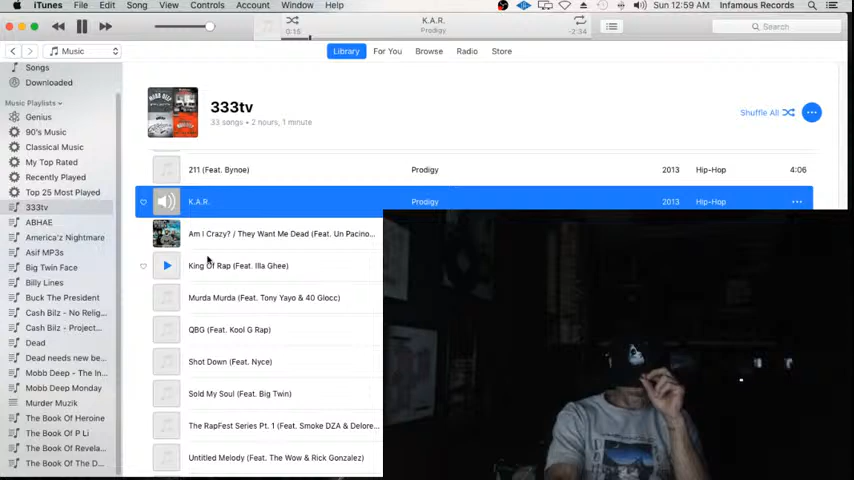 iTunes File Edit View Controls Account Window Help Sun 12:59 AM Infamous Records
K.A.R.
Prodigy
0:15 -2:34
Search
Music Library For You Browse Radio Store
Songs
Downloaded
Music Playlists
Genius
90's Music
Classical Music
My Top Rated
Recently Played
Top 25 Most Played
333tv
ABHAE
America'z Nightmare
Asif MP3s
Big Twin Face
Billy Lines
Buck The President
Cash Bilz - No Relig...
Cash Bilz - Project...
Dead
Dead needs new be...
Mobb Deep - The In...
Mobb Deep Monday
Murder Muzik
The Book Of Heroine
The Book Of P Li
The Book Of Revela...
The Book Of The D...
333tv
33 songs • 2 hours, 1 minute
Shuffle All
211 (Feat. Bynoe) Prodigy 2013 Hip-Hop 4:06
K.A.R. Prodigy 2013 Hip-Hop
Am I Crazy? / They Want Me Dead (Feat. Un Pacino...
King Of Rap (Feat. Illa Ghee)
Murda Murda (Feat. Tony Yayo & 40 Glocc)
QBG (Feat. Kool G Rap)
Shot Down (Feat. Nyce)
Sold My Soul (Feat. Big Twin)
The RapFest Series Pt. 1 (Feat. Smoke DZA & Delore...
Untitled Melody (Feat. The Wow & Rick Gonzalez)